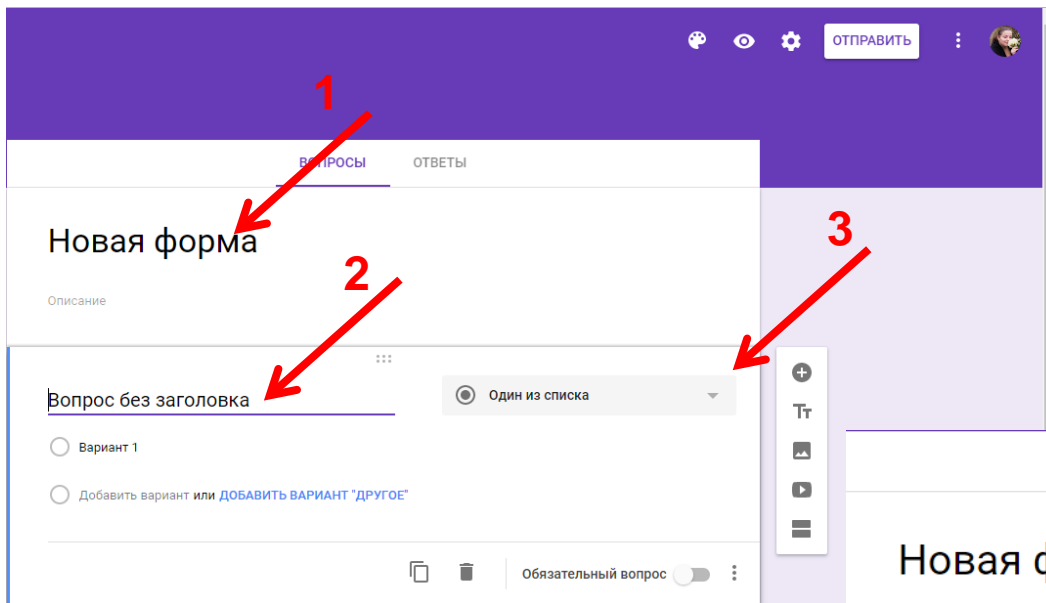 ОТПРАВИТЬ
1
ВОПРОСЫ ОТВЕТЫ
Новая форма
3
2
Описание
Вопрос без заголовка
Один из списка
Тт
Вариант 1
Добавить вариант или ДОБАВИТЬ ВАРИАНТ "ДРУГОЕ"
Обязательный вопрос
Новая ф